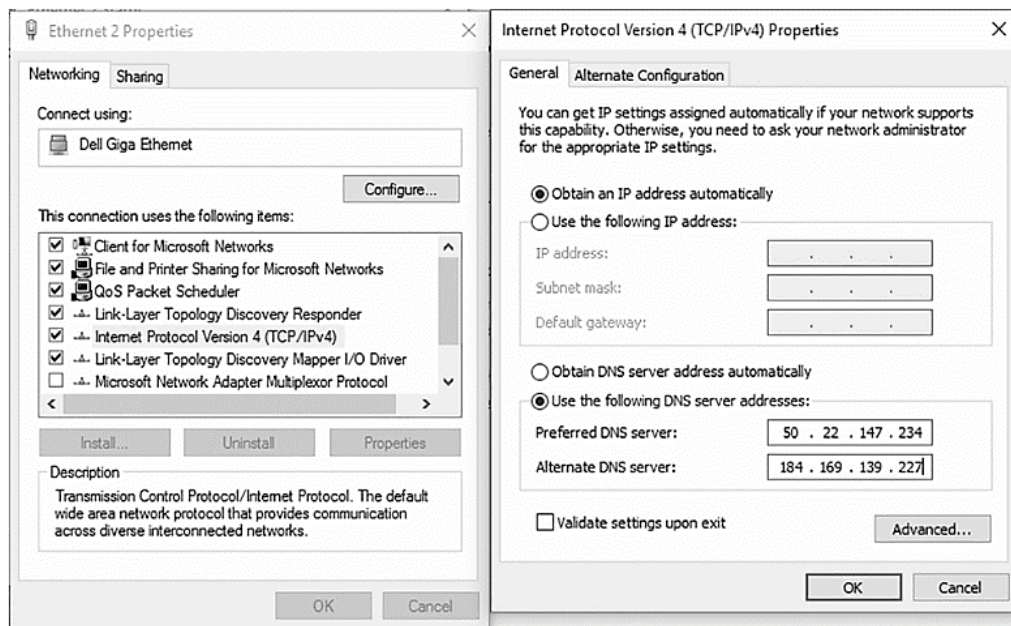 Ethernet 2 Properties
Networking
Sharing
Connect using:
Dell Giga Ethernet
Configure...
This connection uses the following items:
Client for Microsoft Networks
File and Printer Sharing for Microsoft Networks
QoS Packet Scheduler
Link-Layer Topology Discovery Responder
Internet Protocol Version 4 (TCP/IPv4)
Link-Layer Topology Discovery Mapper I/O Driver
Microsoft Network Adapter Multiplexor Protocol
Install...
Uninstall
Properties
Description
Transmission Control Protocol/Internet Protocol. The default
wide area network protocol that provides communication
across diverse interconnected networks.
OK
Cancel
Internet Protocol Version 4 (TCP/IPv4) Properties
General
Alternate Configuration
You can get IP settings assigned automatically if your network supports
this capability. Otherwise, you need to ask your network administrator
for the appropriate IP settings.
Obtain an IP address automatically
Use the following IP address:
IP address: . . .
Subnet mask: . . .
Default gateway: . . .
Obtain DNS server address automatically
Use the following DNS server addresses:
Preferred DNS server: 50 . 22 . 147 . 234
Alternate DNS server: 184 . 169 . 139 . 227
Validate settings upon exit
Advanced...
OK
Cancel